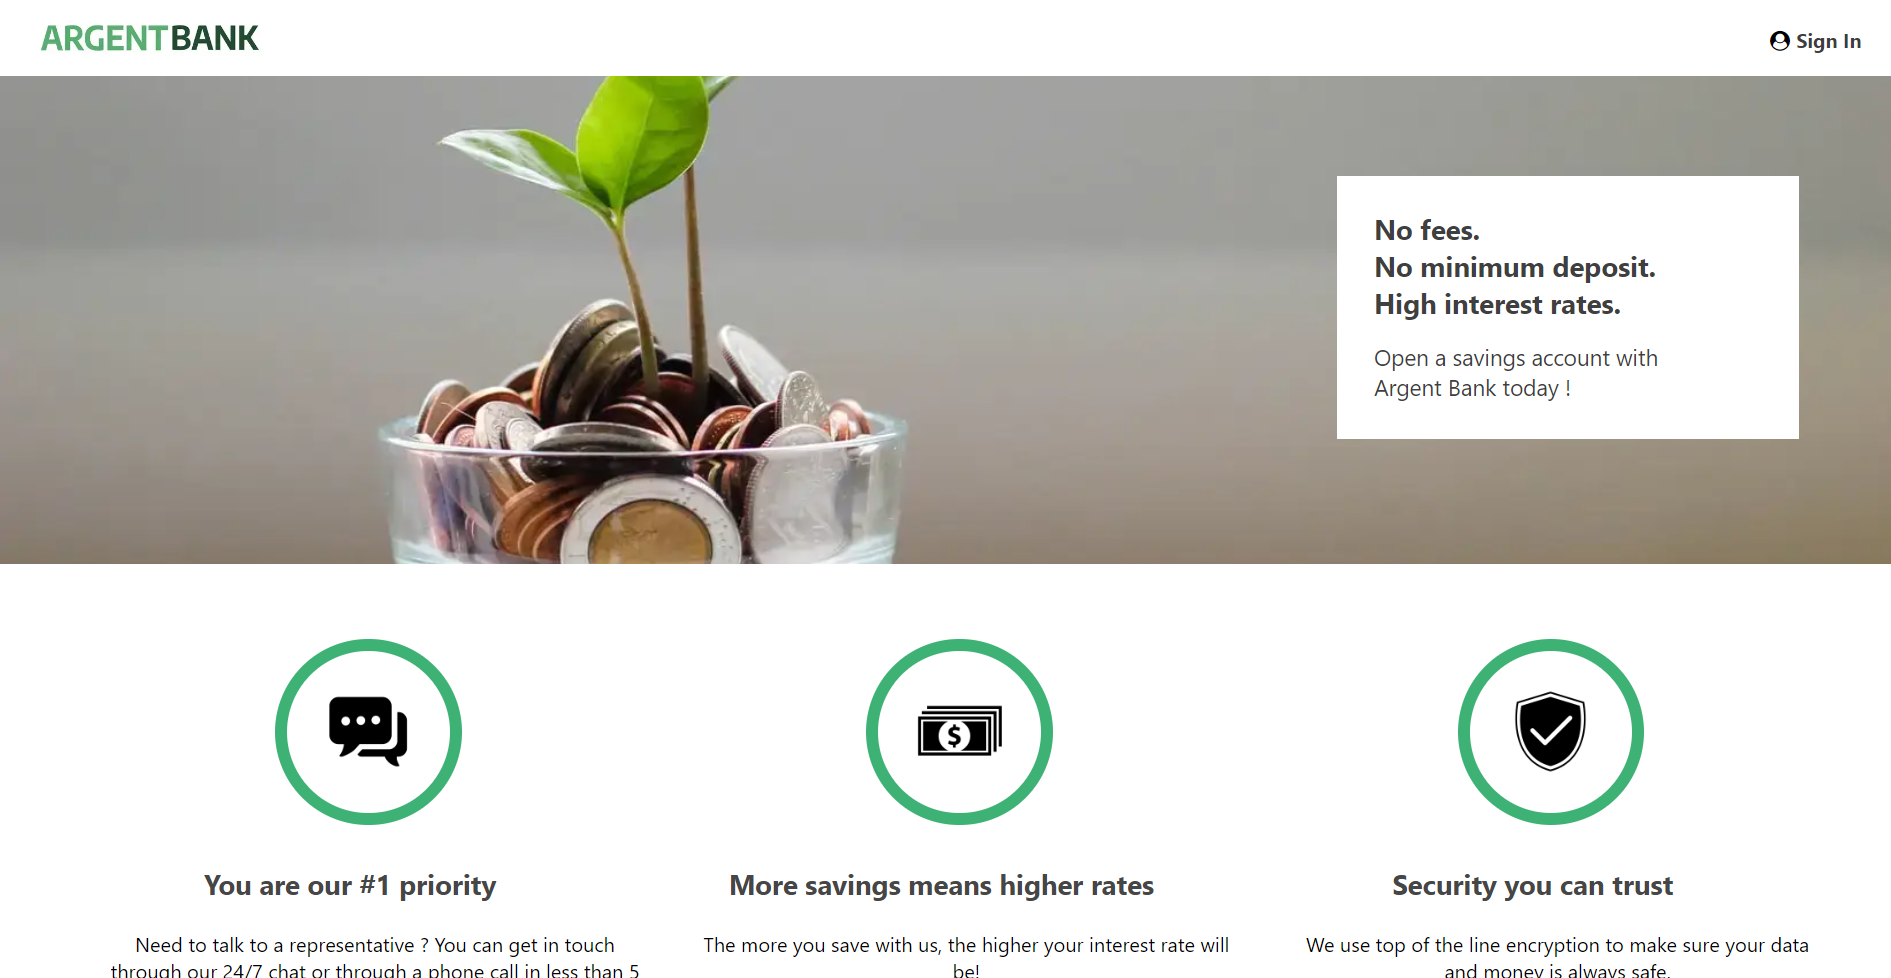 ARGENTBANK
Sign In
No fees.
No minimum deposit.
High interest rates.
Open a savings account with
Argent Bank today !
$
You are our #1 priority
Need to talk to a representative ? You can get in touch
through our 24/7 chat or through a phone call in less than 5
More savings means higher rates
The more you save with us, the higher your interest rate will
be!
Security you can trust
We use top of the line encryption to make sure your data
and money is always safe.